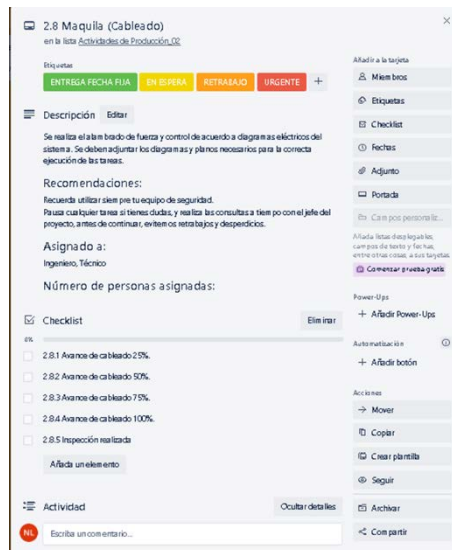 2.8 Maquila (Cableado)
en la lista Actividades de Producción_02
Etiquetas
ENTREGA FECHA FIJA
EN ESPERA
RETRABAJO
URGENTE
+
Descripción
Editar
Se realiza el alambrado de fuerza y control de acuerdo a diagramas eléctricos del
sistema. Se deben adjuntar los diagramas y planos necesarios para la correcta
ejecución de las tareas.
Recomendaciones:
Recuerda utilizar siempre tu equipo de seguridad.
Pausa cualquier tarea si tienes dudas, y realiza las consultas a tiempo con el jefe del
proyecto, antes de continuar, evitemos retrabajos y desperdicios.
Asignado a:
Ingeniero, Técnico
Número de personas asignadas:
Checklist
Eliminar
0%
2.8.1 Avance de cableado 25%.
2.8.2 Avance de cableado 50%.
2.8.3 Avance de cableado 75%.
2.8.4 Avance de cableado 100%.
2.8.5 Inspección realizada
Añada un elemento
Actividad
Ocultar detalles
NL
Escriba un comentario...
Añadir a la tarjeta
Miembros
Etiquetas
Checklist
Fechas
Adjunto
Portada
Campos personaliz...
Añada listas desplegables,
campos de texto y fechas,
entre otras cosas, a sus tarjetas.
Comenzar prueba gratis
Power-Ups
+ Añadir Power-Ups
Automatización
+ Añadir botón
Acciones
Mover
Copiar
Crear plantilla
Seguir
Archivar
Compartir